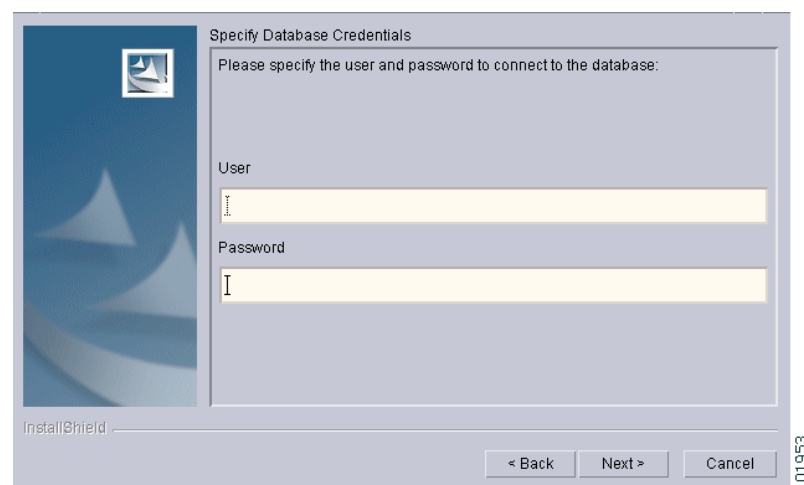 Specify Database Credentials
Please specify the user and password to connect to the database:
User
Password
InstallShield
< Back
Next >
Cancel
01953